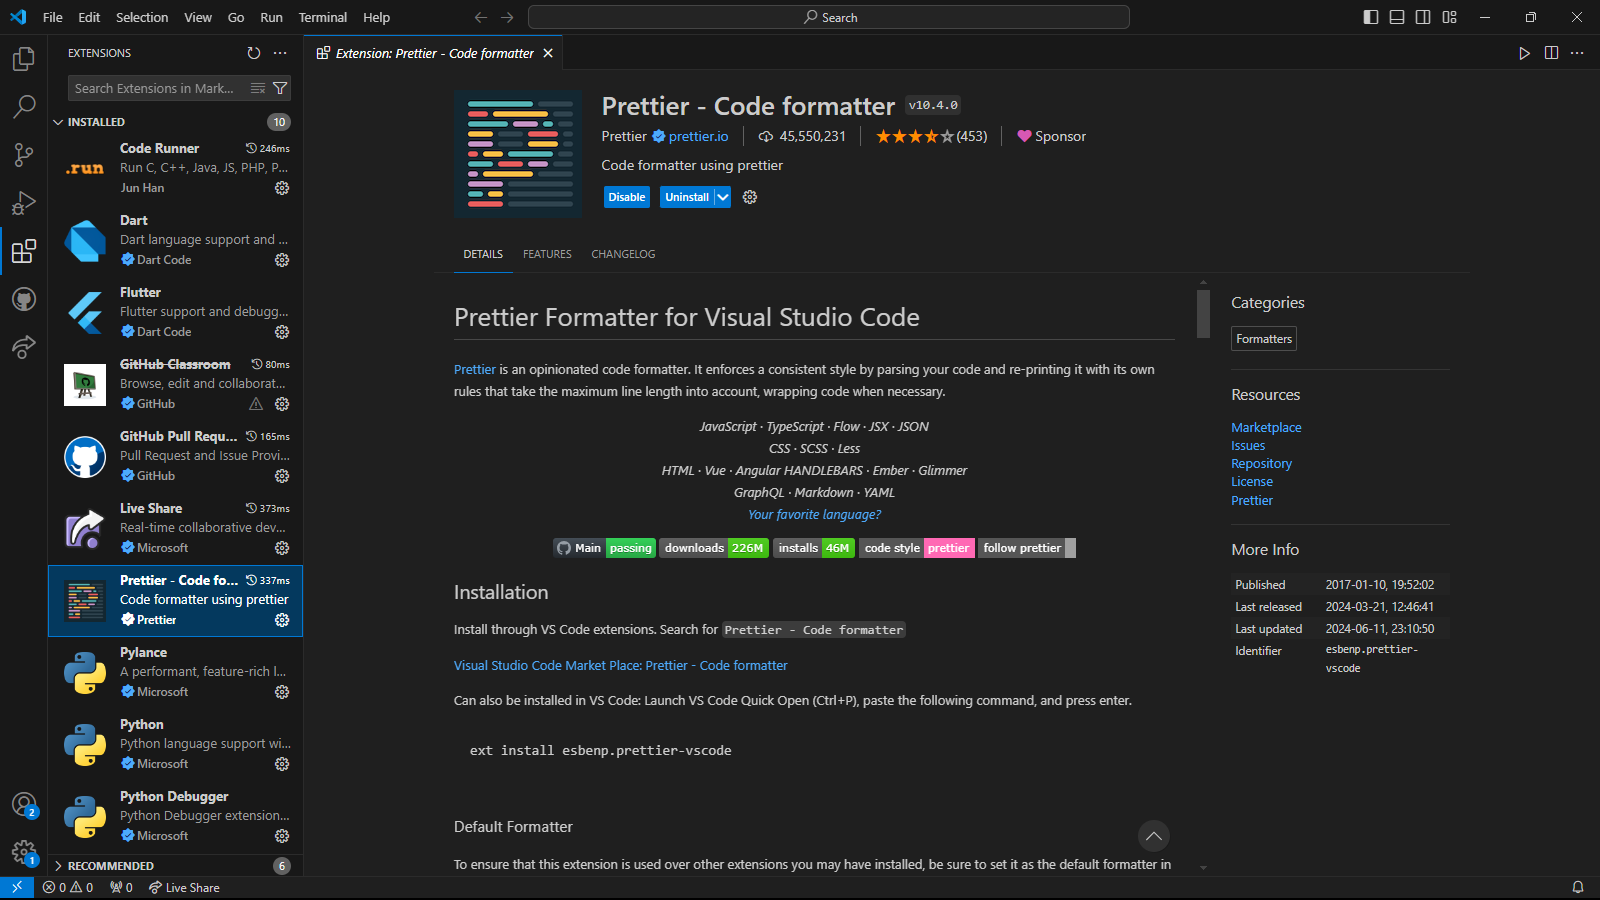 File Edit Selection View Go Run Terminal Help
Search
EXTENSIONS
Search Extensions in Mark...
INSTALLED 10
Code Runner 246ms
Run C, C++, Java, JS, PHP, P...
Jun Han
.run
Dart
Dart language support and ...
Dart Code
Flutter
Flutter support and debugg...
Dart Code
GitHub Classroom 80ms
Browse, edit and collaborat...
GitHub
GitHub Pull Requ... 165ms
Pull Request and Issue Provi...
GitHub
Live Share 373ms
Real-time collaborative dev...
Microsoft
Prettier - Code fo... 337ms
Code formatter using prettier
Prettier
Pylance
A performant, feature-rich l...
Microsoft
Python
Python language support wi...
Microsoft
Python Debugger
Python Debugger extension...
Microsoft
RECOMMENDED 6
2
1
Extension: Prettier - Code formatter
Prettier - Code formatter v10.4.0
Prettier prettier.io 45,550,231 (453) Sponsor
Code formatter using prettier
Disable Uninstall
DETAILS FEATURES CHANGELOG
Prettier Formatter for Visual Studio Code
Prettier is an opinionated code formatter. It enforces a consistent style by parsing your code and re-printing it with its own
rules that take the maximum line length into account, wrapping code when necessary.
JavaScript · TypeScript · Flow · JSX · JSON
CSS · SCSS · Less
HTML · Vue · Angular HANDLEBARS · Ember · Glimmer
GraphQL · Markdown · YAML
Your favorite language?
Main passing downloads 226M installs 46M code style prettier follow prettier
Installation
Install through VS Code extensions. Search for Prettier - Code formatter
Visual Studio Code Market Place: Prettier - Code formatter
Can also be installed in VS Code: Launch VS Code Quick Open (Ctrl+P), paste the following command, and press enter.
ext install esbenp.prettier-vscode
Default Formatter
To ensure that this extension is used over other extensions you may have installed, be sure to set it as the default formatter in
Categories
Formatters
Resources
Marketplace
Issues
Repository
License
Prettier
More Info
Published 2017-01-10, 19:52:02
Last released 2024-03-21, 12:46:41
Last updated 2024-06-11, 23:10:50
Identifier esbenp.prettier-
vscode
0 0 0 Live Share